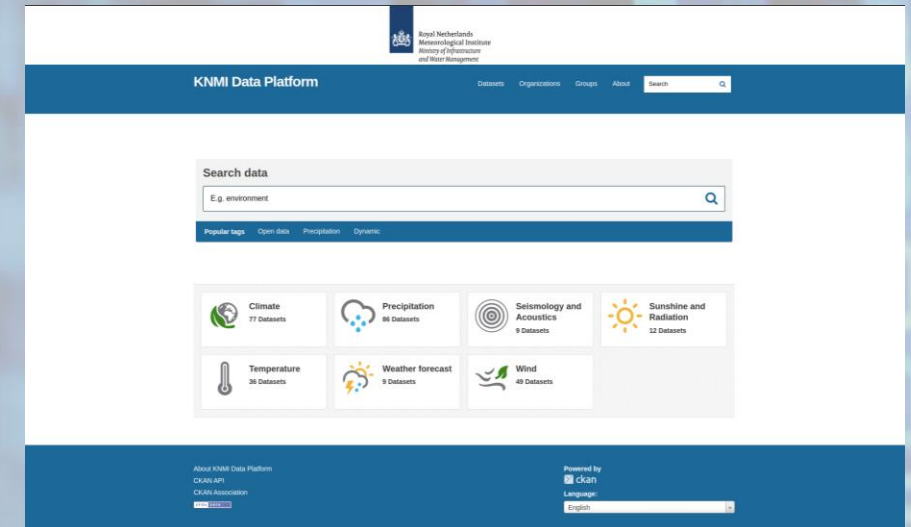 Royal Netherlands
Meteorological Institute
Ministry of Infrastructure
and Water Management
KNMI Data Platform
Datasets Organizations Groups About Search
Search data
E.g. environment
Popular tags Open data Precipitation Dynamic
Climate
77 Datasets
Precipitation
86 Datasets
Seismology and
Acoustics
9 Datasets
Sunshine and
Radiation
12 Datasets
Temperature
36 Datasets
Weather forecast
9 Datasets
Wind
49 Datasets
About KNMI Data Platform
CKAN API
CKAN Association
OPEN DATA
Powered by
ckan
Language:
English